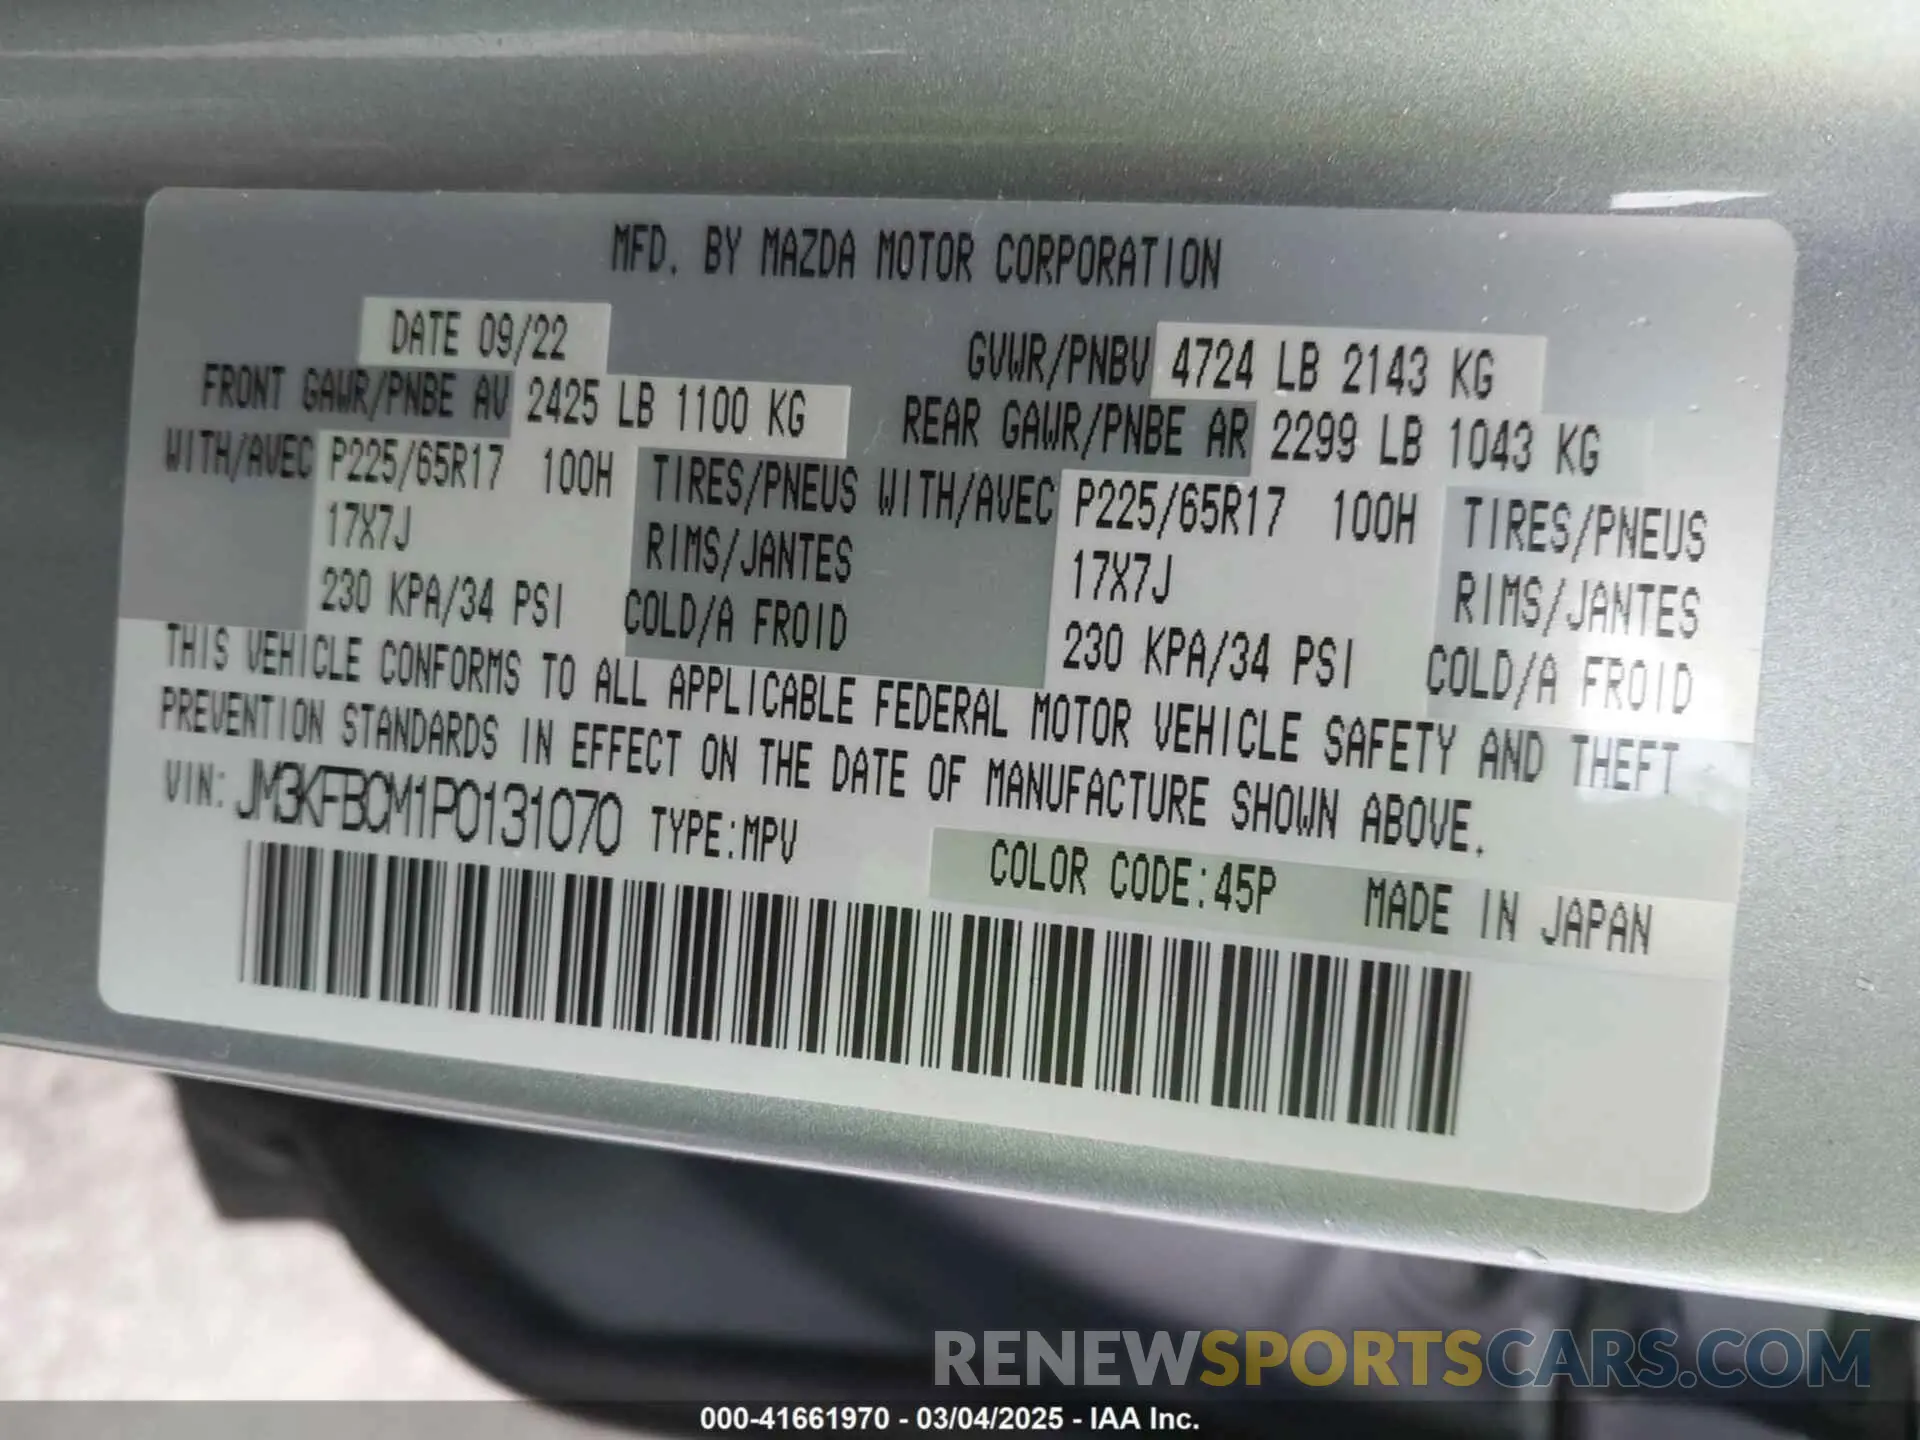 MFD. BY MAZDA MOTOR CORPORATION
DATE 09/22 GVWR/PNBV 4724 LB 2143 KG
FRONT GAWR/PNBE AV 2425 LB 1100 KG REAR GAWR/PNBE AR 2299 LB 1043 KG
WITH/AVEC P225/65R17 100H TIRES/PNEUS WITH/AVEC P225/65R17 100H TIRES/PNEUS
17X7J RIMS/JANTES 17X7J RIMS/JANTES
230 KPA/34 PSI COLD/A FROID 230 KPA/34 PSI COLD/A FROID
THIS VEHICLE CONFORMS TO ALL APPLICABLE FEDERAL MOTOR VEHICLE SAFETY AND THEFT
PREVENTION STANDARDS IN EFFECT ON THE DATE OF MANUFACTURE SHOWN ABOVE.
VIN: JM3KFBCM1P0131070 TYPE:MPV
COLOR CODE:45P MADE IN JAPAN
RENEWSPORTSCARS.COM
000-41661970 - 03/04/2025 - IAA Inc.